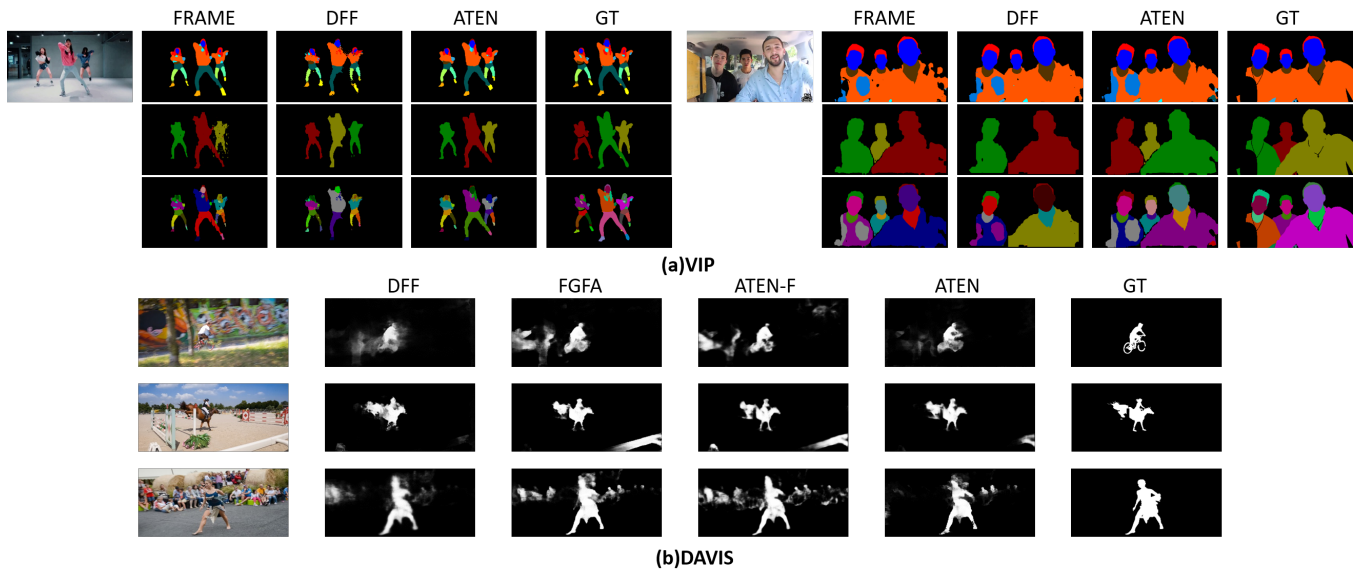 FRAME DFF ATEN GT FRAME DFF ATEN GT
(a)VIP
DFF FGFA ATEN-F ATEN GT
(b)DAVIS